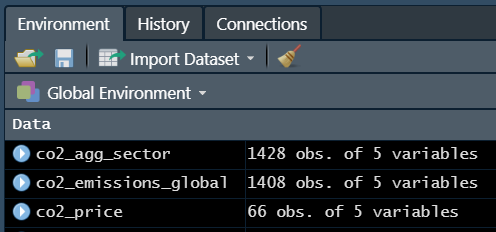 Environment History Connections
Import Dataset
Global Environment
Data
co2_agg_sector 1428 obs. of 5 variables
co2_emissions_global 1408 obs. of 5 variables
co2_price 66 obs. of 5 variables